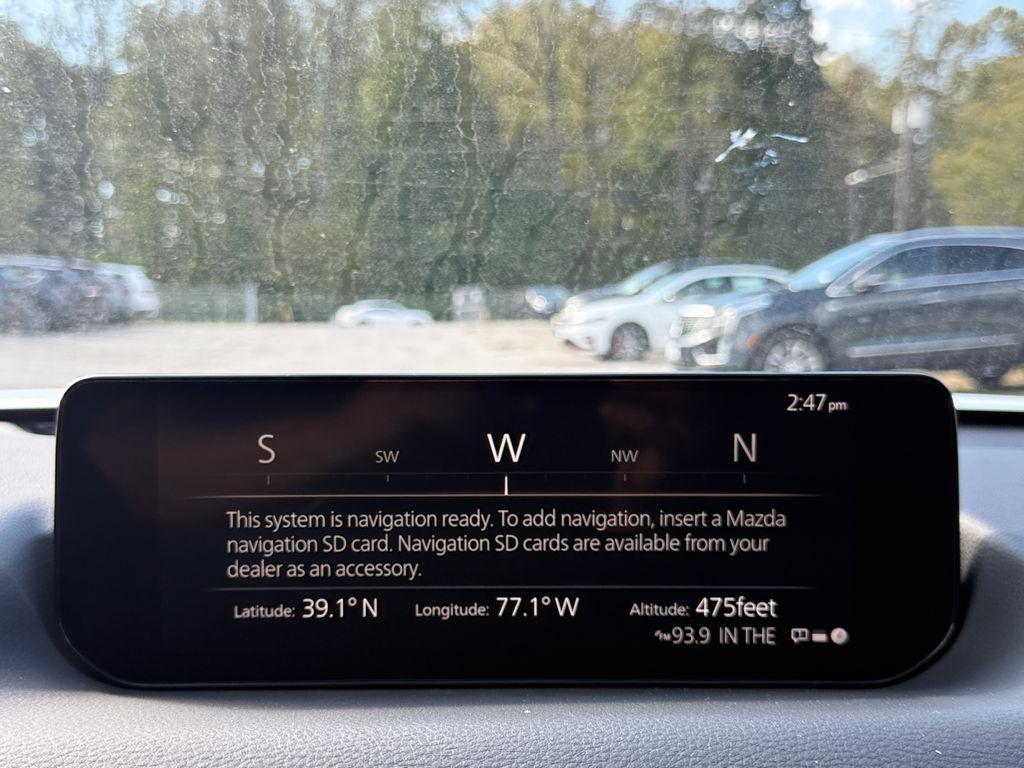 2:47pm
S SW W NW N
This system is navigation ready. To add navigation, insert a Mazda
navigation SD card. Navigation SD cards are available from your
dealer as an accessory.
Latitude: 39.1° N Longitude: 77.1° W Altitude: 475feet
FM 93.9 IN THE